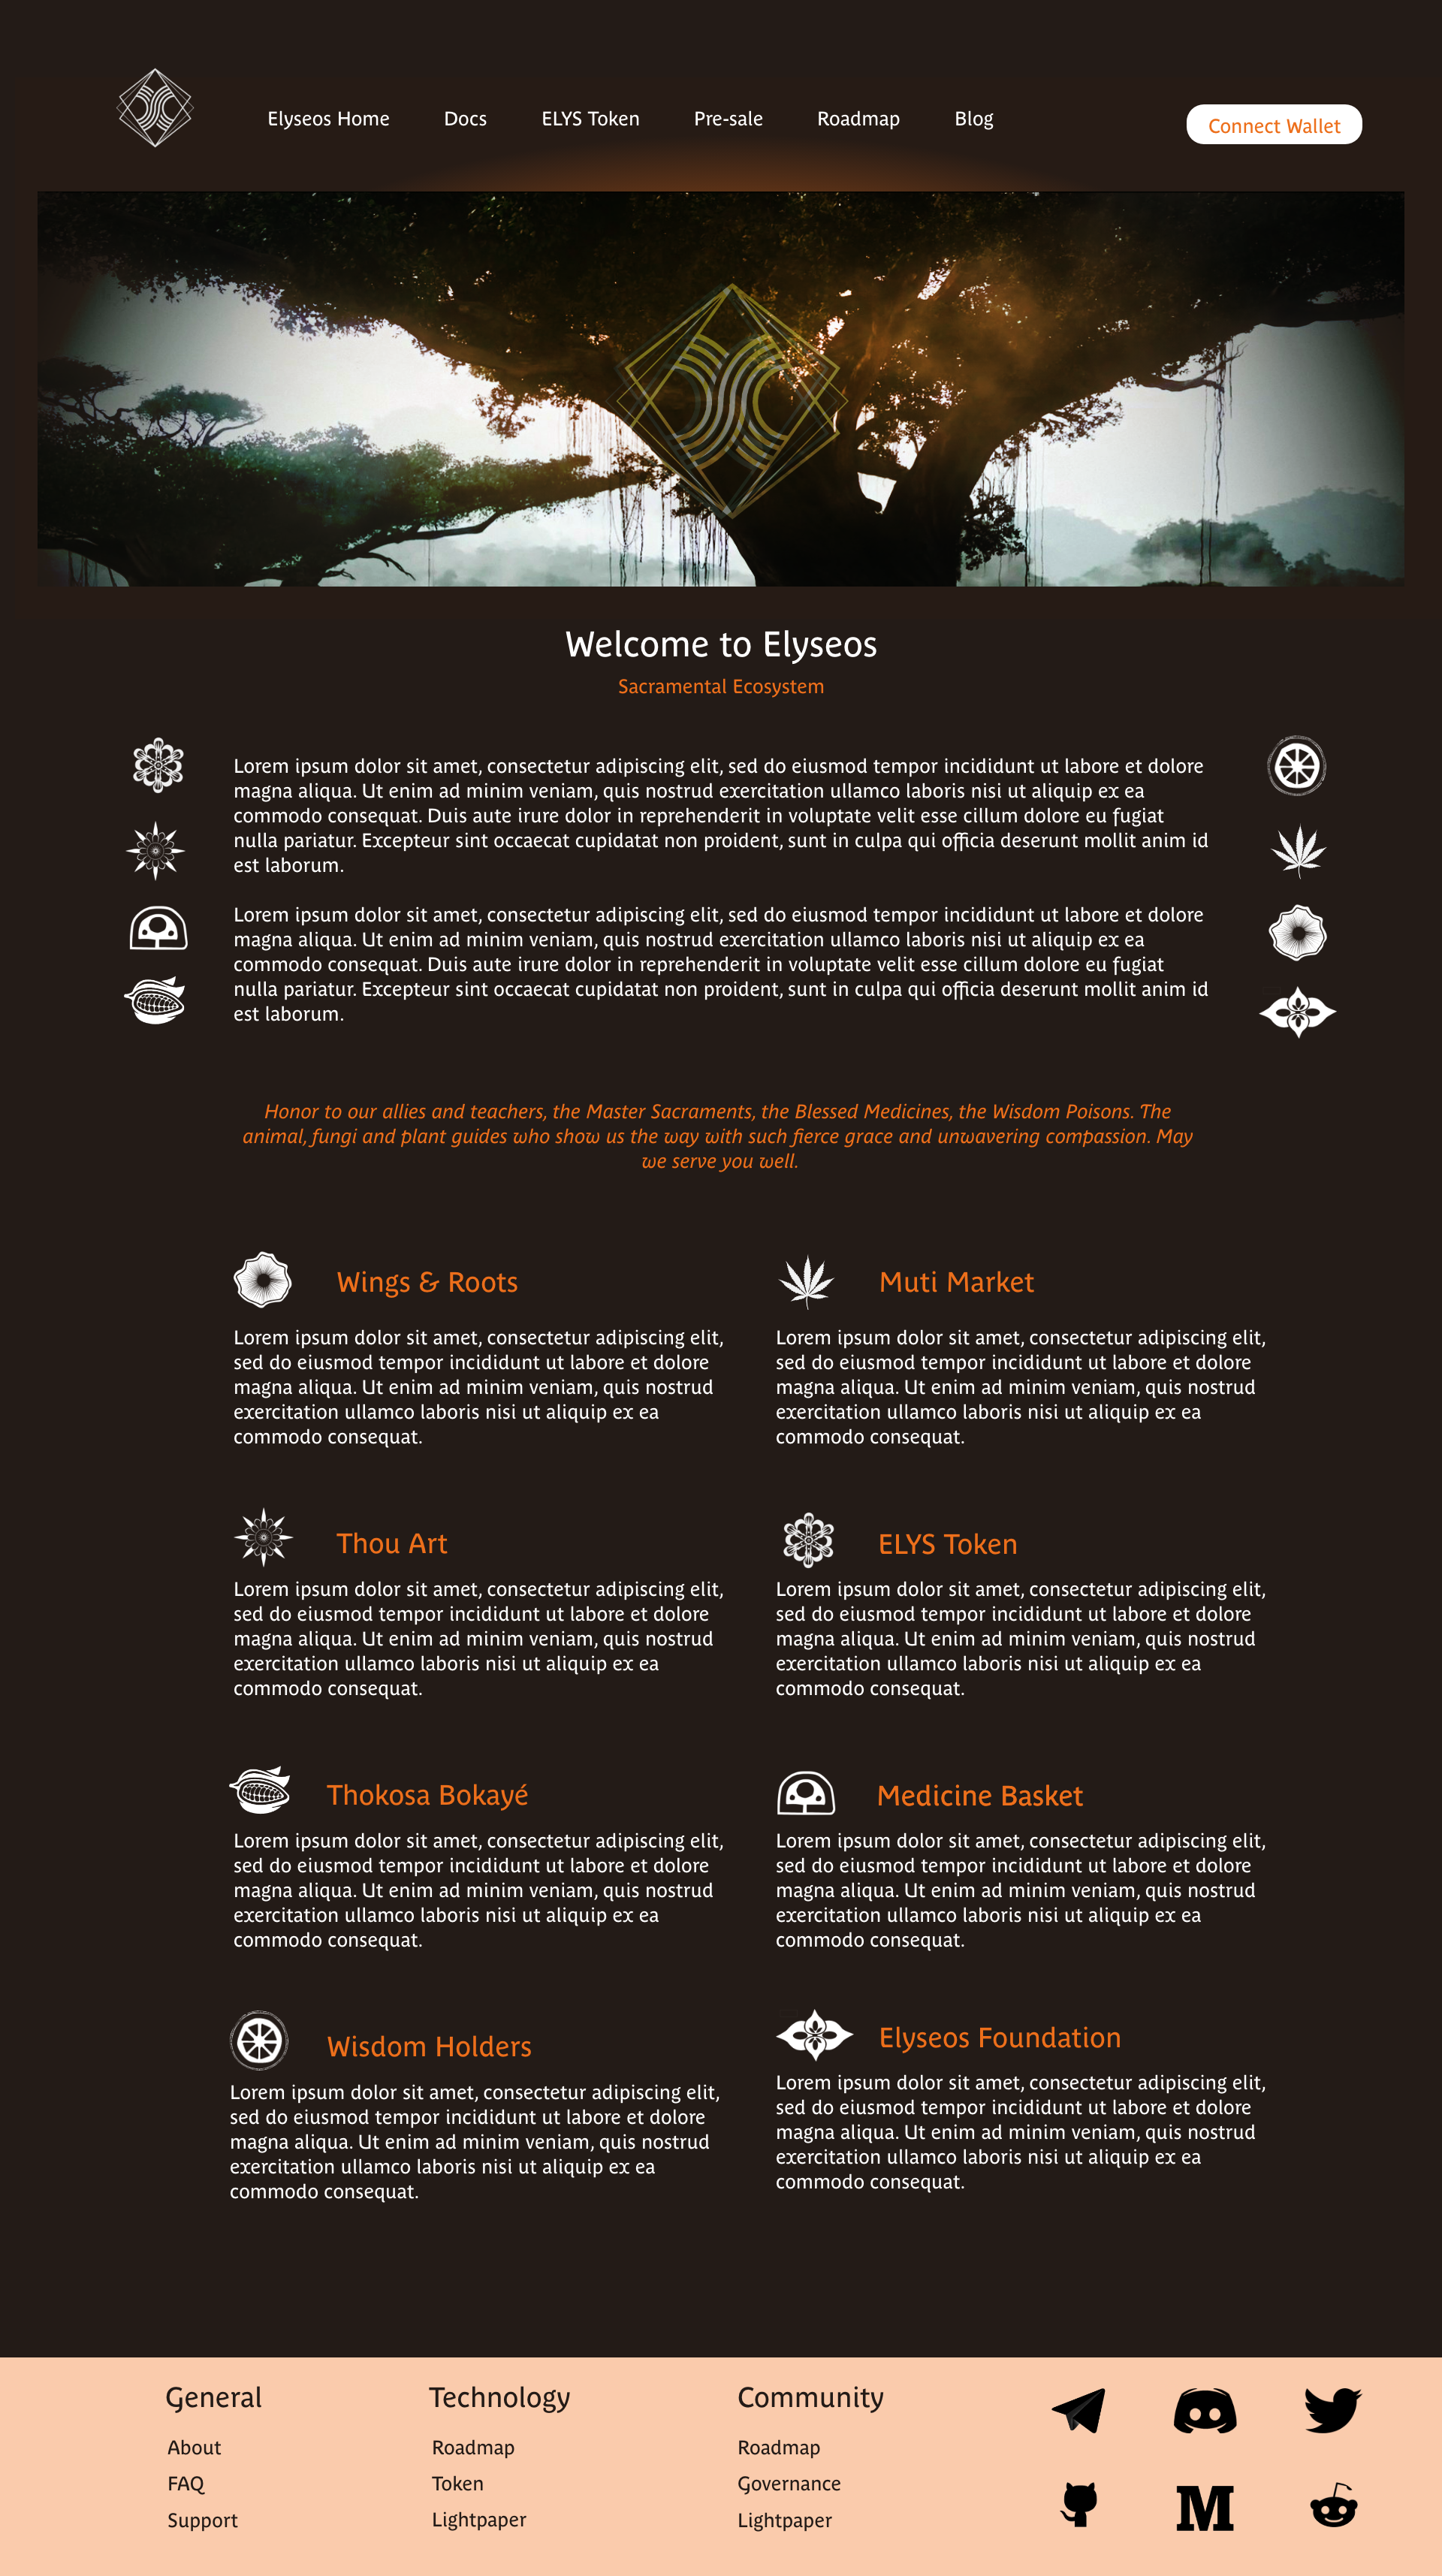 Elyseos Home Docs ELYS Token Pre-sale Roadmap Blog
Connect Wallet
Welcome to Elyseos
Sacramental Ecosystem
Lorem ipsum dolor sit amet, consectetur adipiscing elit, sed do eiusmod tempor incididunt ut labore et dolore
magna aliqua. Ut enim ad minim veniam, quis nostrud exercitation ullamco laboris nisi ut aliquip ex ea
commodo consequat. Duis aute irure dolor in reprehenderit in voluptate velit esse cillum dolore eu fugiat
nulla pariatur. Excepteur sint occaecat cupidatat non proident, sunt in culpa qui officia deserunt mollit anim id
est laborum.
Lorem ipsum dolor sit amet, consectetur adipiscing elit, sed do eiusmod tempor incididunt ut labore et dolore
magna aliqua. Ut enim ad minim veniam, quis nostrud exercitation ullamco laboris nisi ut aliquip ex ea
commodo consequat. Duis aute irure dolor in reprehenderit in voluptate velit esse cillum dolore eu fugiat
nulla pariatur. Excepteur sint occaecat cupidatat non proident, sunt in culpa qui officia deserunt mollit anim id
est laborum.
Honor to our allies and teachers, the Master Sacraments, the Blessed Medicines, the Wisdom Poisons. The
animal, fungi and plant guides who show us the way with such fierce grace and unwavering compassion. May
we serve you well.
Wings & Roots
Lorem ipsum dolor sit amet, consectetur adipiscing elit,
sed do eiusmod tempor incididunt ut labore et dolore
magna aliqua. Ut enim ad minim veniam, quis nostrud
exercitation ullamco laboris nisi ut aliquip ex ea
commodo consequat.
Muti Market
Lorem ipsum dolor sit amet, consectetur adipiscing elit,
sed do eiusmod tempor incididunt ut labore et dolore
magna aliqua. Ut enim ad minim veniam, quis nostrud
exercitation ullamco laboris nisi ut aliquip ex ea
commodo consequat.
Thou Art
Lorem ipsum dolor sit amet, consectetur adipiscing elit,
sed do eiusmod tempor incididunt ut labore et dolore
magna aliqua. Ut enim ad minim veniam, quis nostrud
exercitation ullamco laboris nisi ut aliquip ex ea
commodo consequat.
ELYS Token
Lorem ipsum dolor sit amet, consectetur adipiscing elit,
sed do eiusmod tempor incididunt ut labore et dolore
magna aliqua. Ut enim ad minim veniam, quis nostrud
exercitation ullamco laboris nisi ut aliquip ex ea
commodo consequat.
Thokosa Bokayé
Lorem ipsum dolor sit amet, consectetur adipiscing elit,
sed do eiusmod tempor incididunt ut labore et dolore
magna aliqua. Ut enim ad minim veniam, quis nostrud
exercitation ullamco laboris nisi ut aliquip ex ea
commodo consequat.
Medicine Basket
Lorem ipsum dolor sit amet, consectetur adipiscing elit,
sed do eiusmod tempor incididunt ut labore et dolore
magna aliqua. Ut enim ad minim veniam, quis nostrud
exercitation ullamco laboris nisi ut aliquip ex ea
commodo consequat.
Wisdom Holders
Lorem ipsum dolor sit amet, consectetur adipiscing elit,
sed do eiusmod tempor incididunt ut labore et dolore
magna aliqua. Ut enim ad minim veniam, quis nostrud
exercitation ullamco laboris nisi ut aliquip ex ea
commodo consequat.
Elyseos Foundation
Lorem ipsum dolor sit amet, consectetur adipiscing elit,
sed do eiusmod tempor incididunt ut labore et dolore
magna aliqua. Ut enim ad minim veniam, quis nostrud
exercitation ullamco laboris nisi ut aliquip ex ea
commodo consequat.
General
About
FAQ
Support
Technology
Roadmap
Token
Lightpaper
Community
Roadmap
Governance
Lightpaper
M